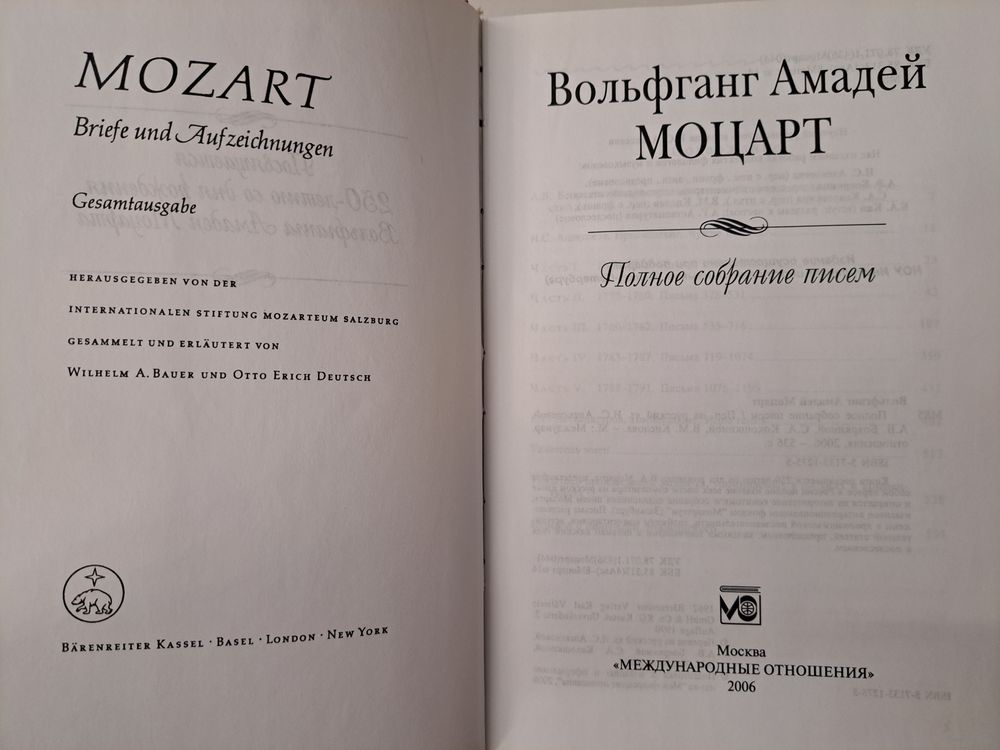 MOZART
Briefe und Aufzeichnungen
Gesamtausgabe
HERAUSGEGEBEN VON DER
INTERNATIONALEN STIFTUNG MOZARTEUM SALZBURG
GESAMMELT UND ERLÄUTERT VON
WILHELM A. BAUER UND OTTO ERICH DEUTSCH
BÄRENREITER KASSEL · BASEL · LONDON · NEW YORK
Вольфганг Амадей
МОЦАРТ
Полное собрание писем
МО
Москва
«МЕЖДУНАРОДНЫЕ ОТНОШЕНИЯ»
2006